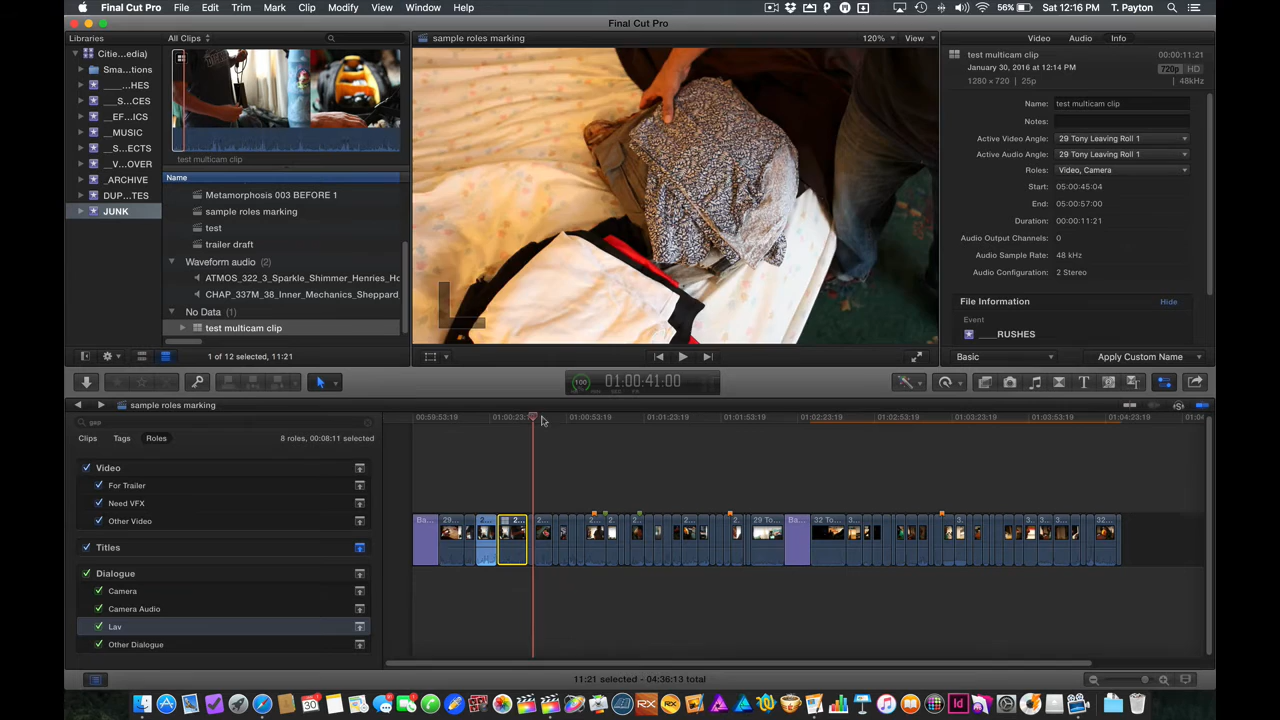 Final Cut Pro File Edit Trim Mark Clip Modify View Window Help
56% Sat 12:16 PM T. Payton
Final Cut Pro
Libraries
All Clips
sample roles marking
120% View
Video Audio Info
Citie…edia)
Sma…tions
____HES
___S…CES
__EF…ICS
__MUSIC
__S…ECTS
__V…OVER
_ARCHIVE
DUP…TES
JUNK
test multicam clip
Name
Metamorphosis 003 BEFORE 1
sample roles marking
test
trailer draft
Waveform audio (2)
ATMOS_322_3_Sparkle_Shimmer_Henries_Ho
CHAP_337M_38_Inner_Mechanics_Sheppard
No Data (1)
test multicam clip
1 of 12 selected, 11:21
test multicam clip 00:00:11:21
January 30, 2016 at 12:14 PM 720p HD
1280 × 720 | 25p 48kHz
Name: test multicam clip
Notes:
Active Video Angle: 29 Tony Leaving Roll 1
Active Audio Angle: 29 Tony Leaving Roll 1
Roles: Video, Camera
Start: 05:00:45:04
End: 05:00:57:00
Duration: 00:00:11:21
Audio Output Channels: 0
Audio Sample Rate: 48 kHz
Audio Configuration: 2 Stereo
File Information Hide
Event
____RUSHES
Basic Apply Custom Name
100 01:00:41:00
sample roles marking
gap
Clips Tags Roles 8 roles, 00:08:11 selected
Video
For Trailer
Need VFX
Other Video
Titles
Dialogue
Camera
Camera Audio
Lav
Other Dialogue
00:59:53:19 01:00:23:1 01:00:53:19 01:01:23:19 01:01:53:19 01:02:23:19 01:02:53:19 01:03:23:19 01:03:53:19 01:04:23:19 01:04
Ba… 29… 2… 2… 2… 2… 2. 2… 2. 29 To… Ba… 32 To… 3… 3. 3… 3… 32…
11:21 selected - 04:36:13 total